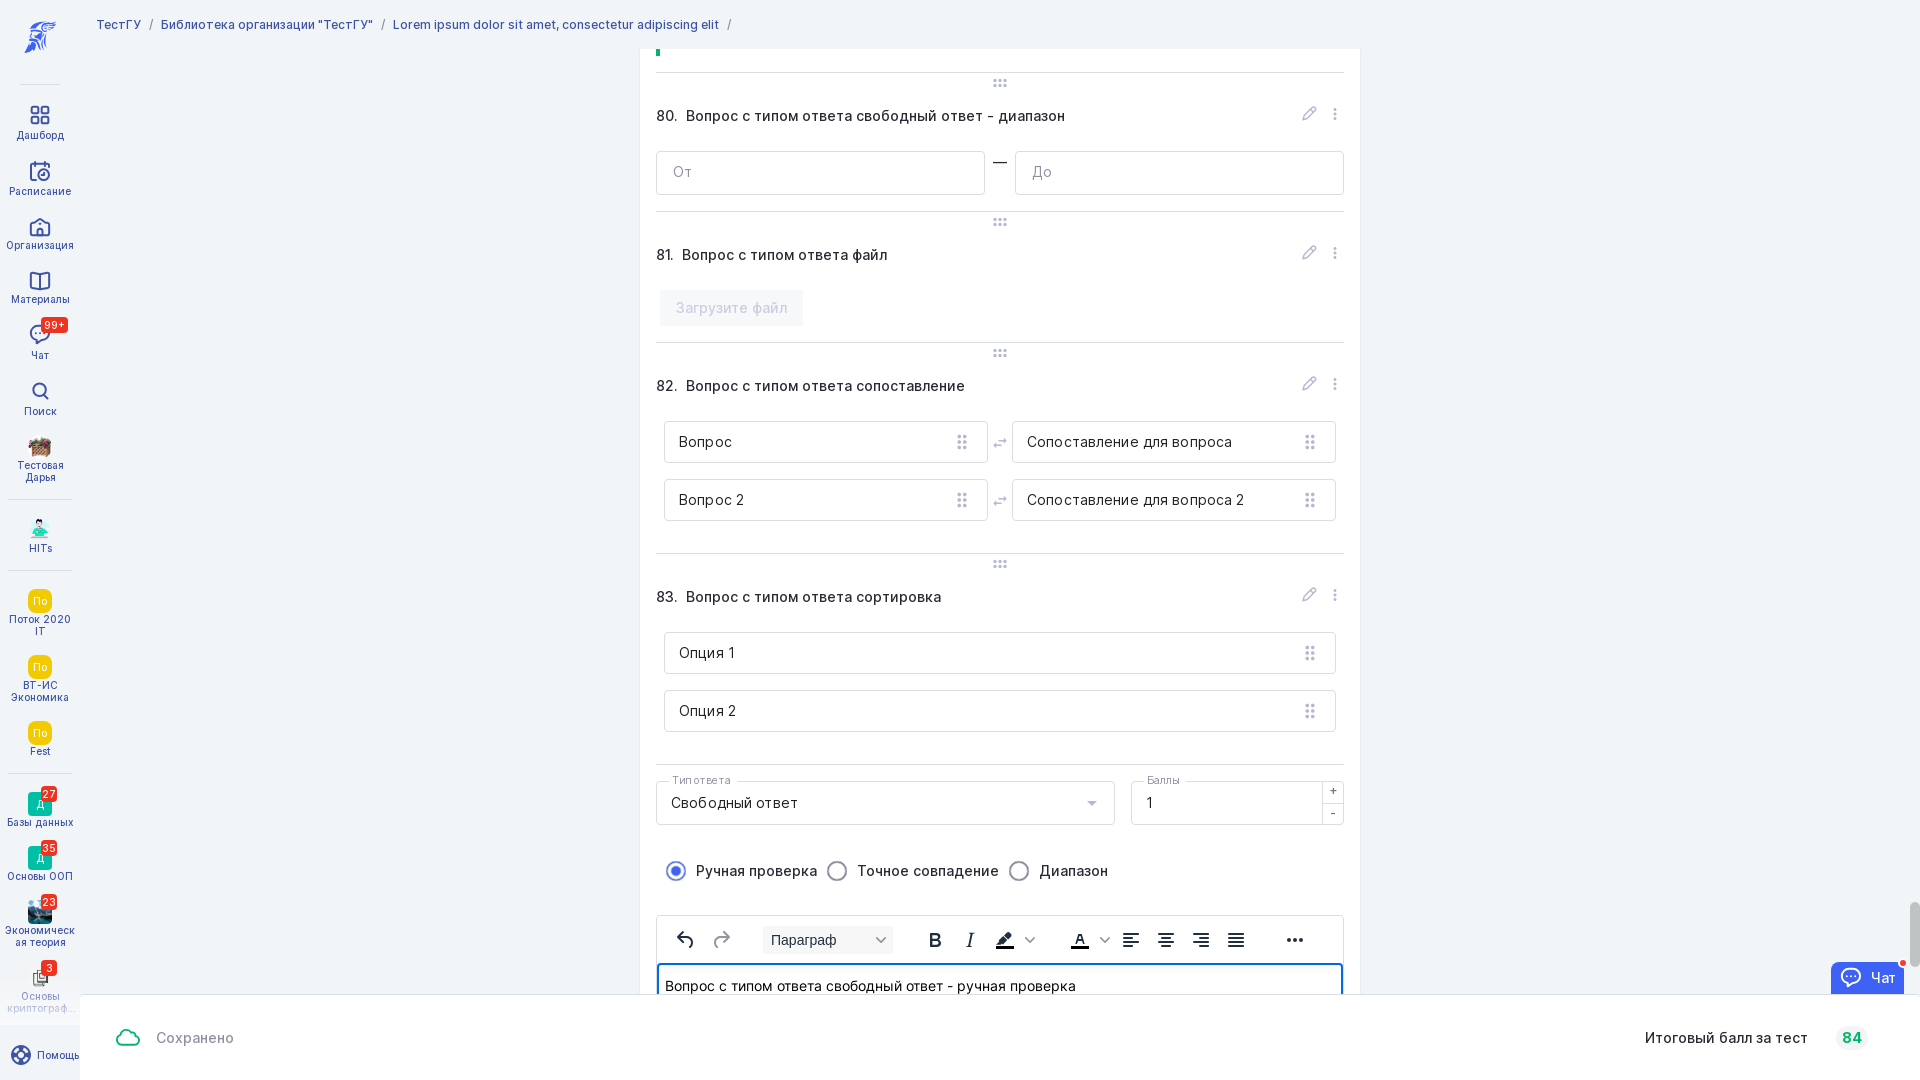 ТестГУ / Библиотека организации "ТестГУ" / Lorem ipsum dolor sit amet, consectetur adipiscing elit /
Дашборд
Расписание
Организация
Материалы
99+
Чат
Поиск
Тестовая
Дарья
HITs
По
Поток 2020
IT
По
ВТ-ИС
Экономика
По
Fest
27
Д
Базы данных
35
Д
Основы ООП
23
Экономическ
ая теория
3
Основы
криптограф...
Помощь
80. Вопрос с типом ответа свободный ответ - диапазон
От — До
81. Вопрос с типом ответа файл
Загрузите файл
82. Вопрос с типом ответа сопоставление
Вопрос Сопоставление для вопроса
Вопрос 2 Сопоставление для вопроса 2
83. Вопрос с типом ответа сортировка
Опция 1
Опция 2
Тип ответа Баллы
Свободный ответ 1 + -
Ручная проверка Точное совпадение Диапазон
Параграф B I A
Вопрос с типом ответа свободный ответ - ручная проверка
Чат
Сохранено Итоговый балл за тест 84